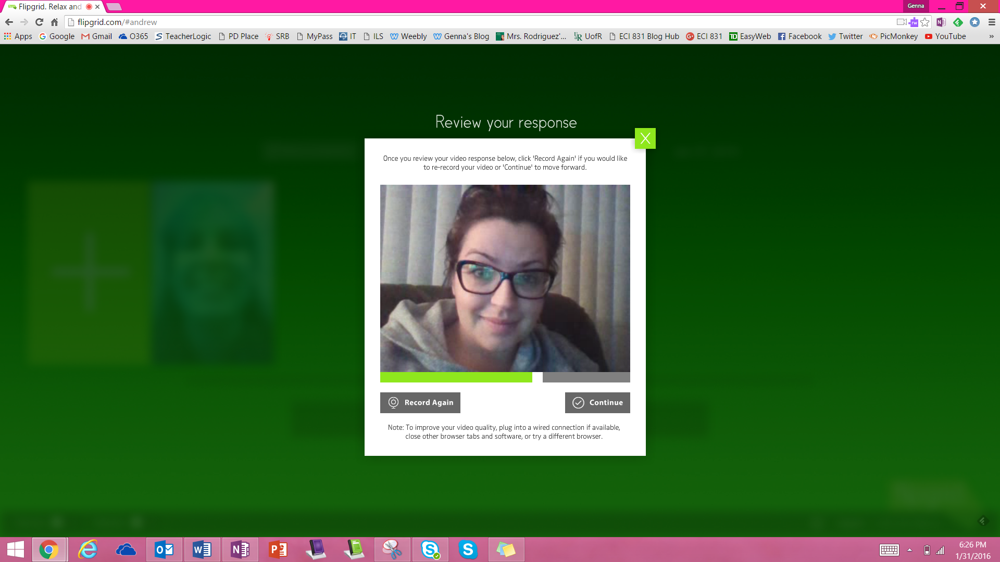 Flipgrid. Relax and
Genna
flipgrid.com/#andrew
Apps Google Gmail O365 TeacherLogic PD Place SRB MyPass IT ILS Weebly Genna's Blog Mrs. Rodriguez'... UofR ECI 831 Blog Hub ECI 831 EasyWeb Facebook Twitter PicMonkey YouTube »
Review your response
X
Once you review your video response below, click 'Record Again' if you would like
to re-record your video or 'Continue' to move forward.
Record Again Continue
Note: To improve your video quality, plug into a wired connection if available,
close other browser tabs and software, or try a different browser.
6:26 PM
1/31/2016